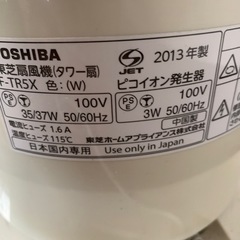 TOSHIBA
東芝扇風機(タワー扇)
F-TR5X 色:(W)
PS E 100V
35/37W 50/60Hz
電流ヒューズ 1.6 A
温度ヒューズ 115℃
日本国内専用
S JET
2013年製
ピコイオン発生器
PS E 100V
3W 50/60Hz
中国製
東芝ホームアプライアンス株式会社
Use only in Japan